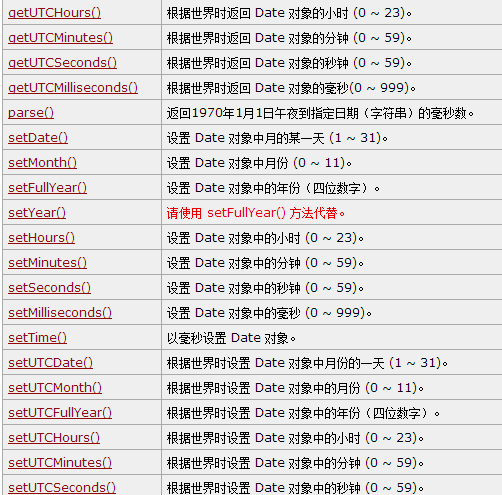 getUTCHours() 根据世界时返回 Date 对象的小时 (0 ~ 23)。
getUTCMinutes() 根据世界时返回 Date 对象的分钟 (0 ~ 59)。
getUTCSeconds() 根据世界时返回 Date 对象的秒钟 (0 ~ 59)。
getUTCMilliseconds() 根据世界时返回 Date 对象的毫秒(0 ~ 999)。
parse() 返回1970年1月1日午夜到指定日期（字符串）的毫秒数。
setDate() 设置 Date 对象中月的某一天 (1 ~ 31)。
setMonth() 设置 Date 对象中月份 (0 ~ 11)。
setFullYear() 设置 Date 对象中的年份（四位数字）。
setYear() 请使用 setFullYear() 方法代替。
setHours() 设置 Date 对象中的小时 (0 ~ 23)。
setMinutes() 设置 Date 对象中的分钟 (0 ~ 59)。
setSeconds() 设置 Date 对象中的秒钟 (0 ~ 59)。
setMilliseconds() 设置 Date 对象中的毫秒 (0 ~ 999)。
setTime() 以毫秒设置 Date 对象。
setUTCDate() 根据世界时设置 Date 对象中月份的一天 (1 ~ 31)。
setUTCMonth() 根据世界时设置 Date 对象中的月份 (0 ~ 11)。
setUTCFullYear() 根据世界时设置 Date 对象中的年份（四位数字）。
setUTCHours() 根据世界时设置 Date 对象中的小时 (0 ~ 23)。
setUTCMinutes() 根据世界时设置 Date 对象中的分钟 (0 ~ 59)。
setUTCSeconds() 根据世界时设置 Date 对象中的秒钟 (0 ~ 59)。